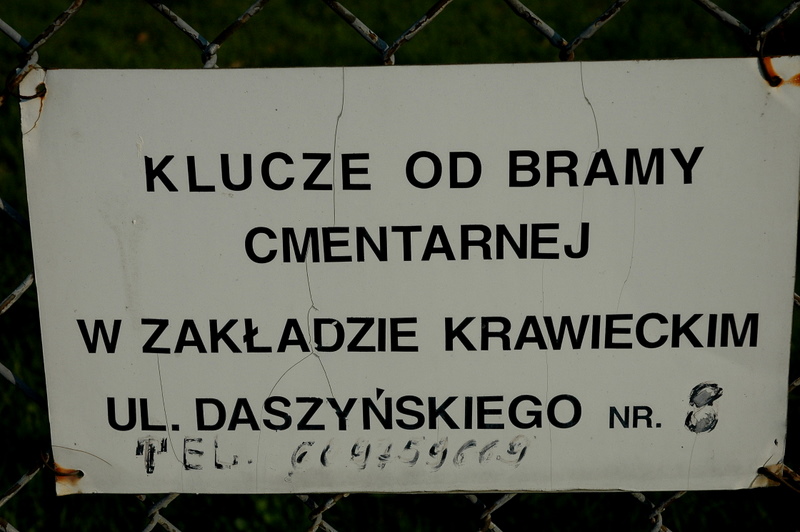 KLUCZE OD BRAMY
CMENTARNEJ
W ZAKŁADZIE KRAWIECKIM
UL. DASZYŃSKIEGO NR. 8
TEL.